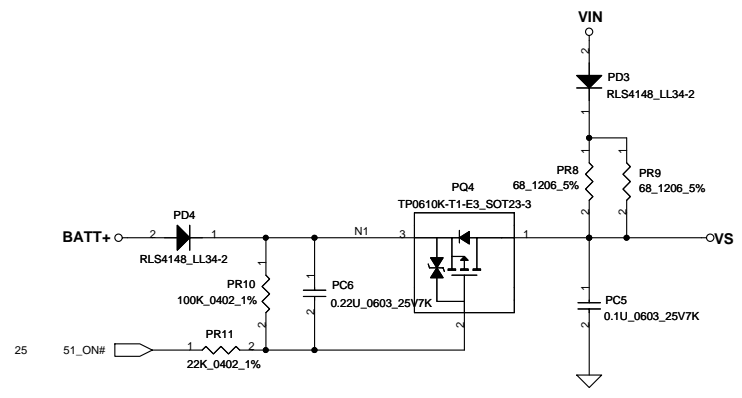 VIN
2
PD3
RLS4148_LL34-2
1
1
1
PR8
68_1206_5%
PR9
68_1206_5%
2
2
PQ4
TP0610K-T1-E3_SOT23-3
PD4
BATT+
2
1
N1
3
1
VS
RLS4148_LL34-2
1
PR10
100K_0402_1%
2
1
PC6
0.22U_0603_25V7K
2
2
1
PC5
0.1U_0603_25V7K
2
PR11
25
51_ON#
1
2
22K_0402_1%